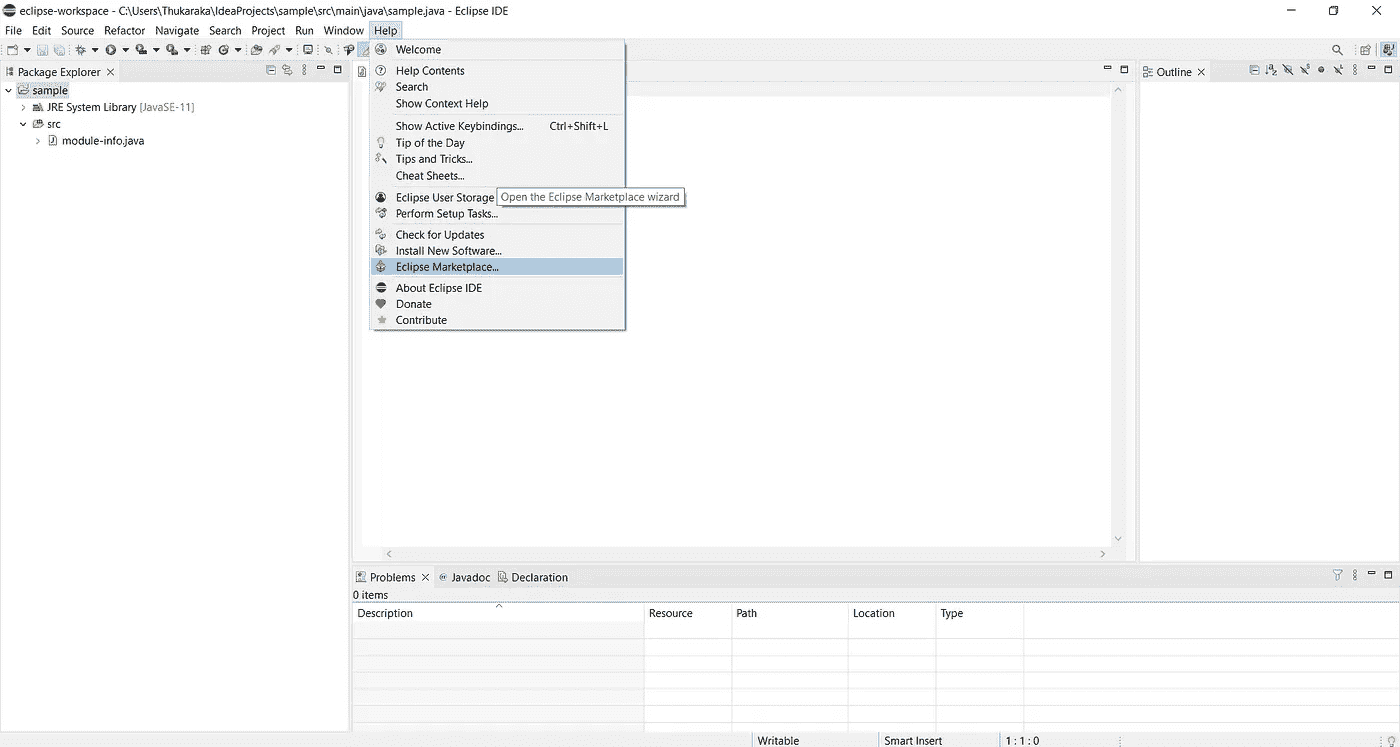 eclipse-workspace - C:\Users\Thukaraka\IdeaProjects\sample\src\main\java\sample.java - Eclipse IDE
File Edit Source Refactor Navigate Search Project Run Window Help
Package Explorer
sample
JRE System Library [JavaSE-11]
src
module-info.java
Welcome
Help Contents
Search
Show Context Help
Show Active Keybindings... Ctrl+Shift+L
Tip of the Day
Tips and Tricks...
Cheat Sheets...
Eclipse User Storage
Open the Eclipse Marketplace wizard
Perform Setup Tasks...
Check for Updates
Install New Software...
Eclipse Marketplace...
About Eclipse IDE
Donate
Contribute
Outline
Problems Javadoc Declaration
0 items
Description Resource Path Location Type
Writable Smart Insert 1 : 1 : 0